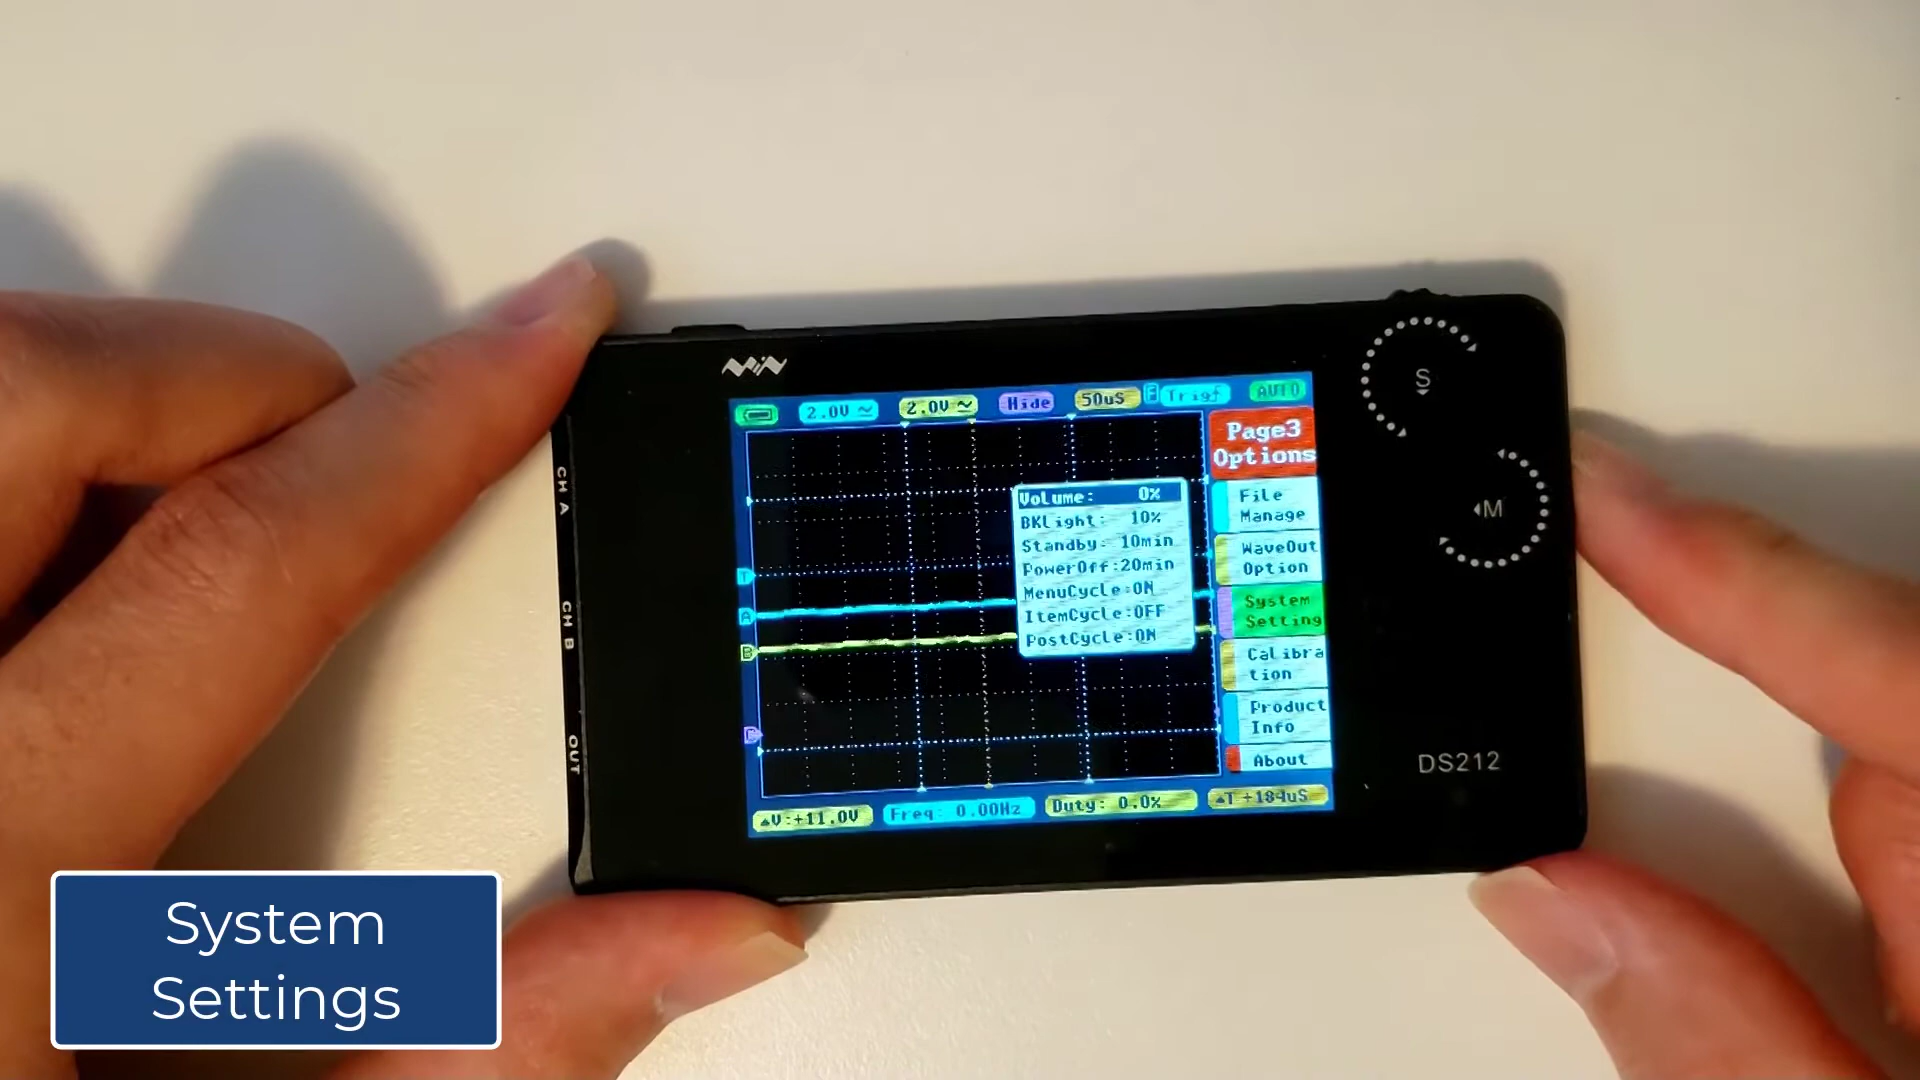 2.0V
2.0V
Hide
50uS
Trig
AUTO
Page3
Options
File
Manage
WaveOut
Option
System
Setting
Calibra
tion
Product
Info
About
Volume: 0%
BKLight: 10%
Standby: 10min
PowerOff:20min
MenuCycle:ON
ItemCycle:OFF
PostCycle:ON
T
A
B
▲V:+11.0V
Freq: 0.00Hz
Duty: 0.0%
▲T +184uS
CH A
CH B
OUT
S
M
DS212
System
Settings